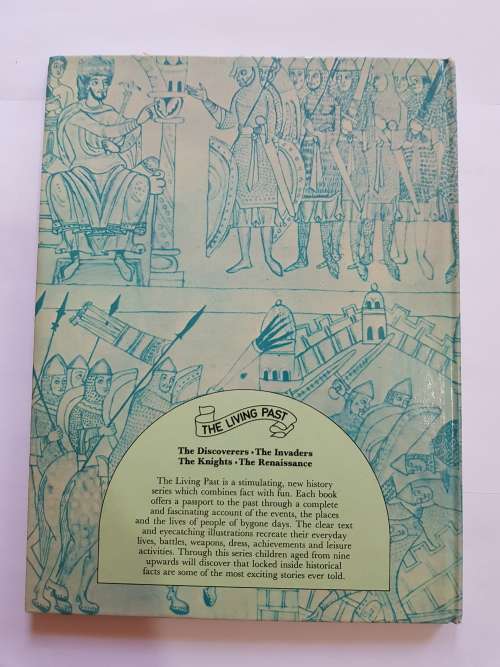 THE LIVING PAST
The Discoverers • The Invaders
The Knights • The Renaissance
The Living Past is a stimulating, new history
series which combines fact with fun. Each book
offers a passport to the past through a complete
and fascinating account of the events, the places
and the lives of people of bygone days. The clear text
and eyecatching illustrations recreate their everyday
lives, battles, weapons, dress, achievements and leisure
activities. Through this series children aged from nine
upwards will discover that locked inside historical
facts are some of the most exciting stories ever told.